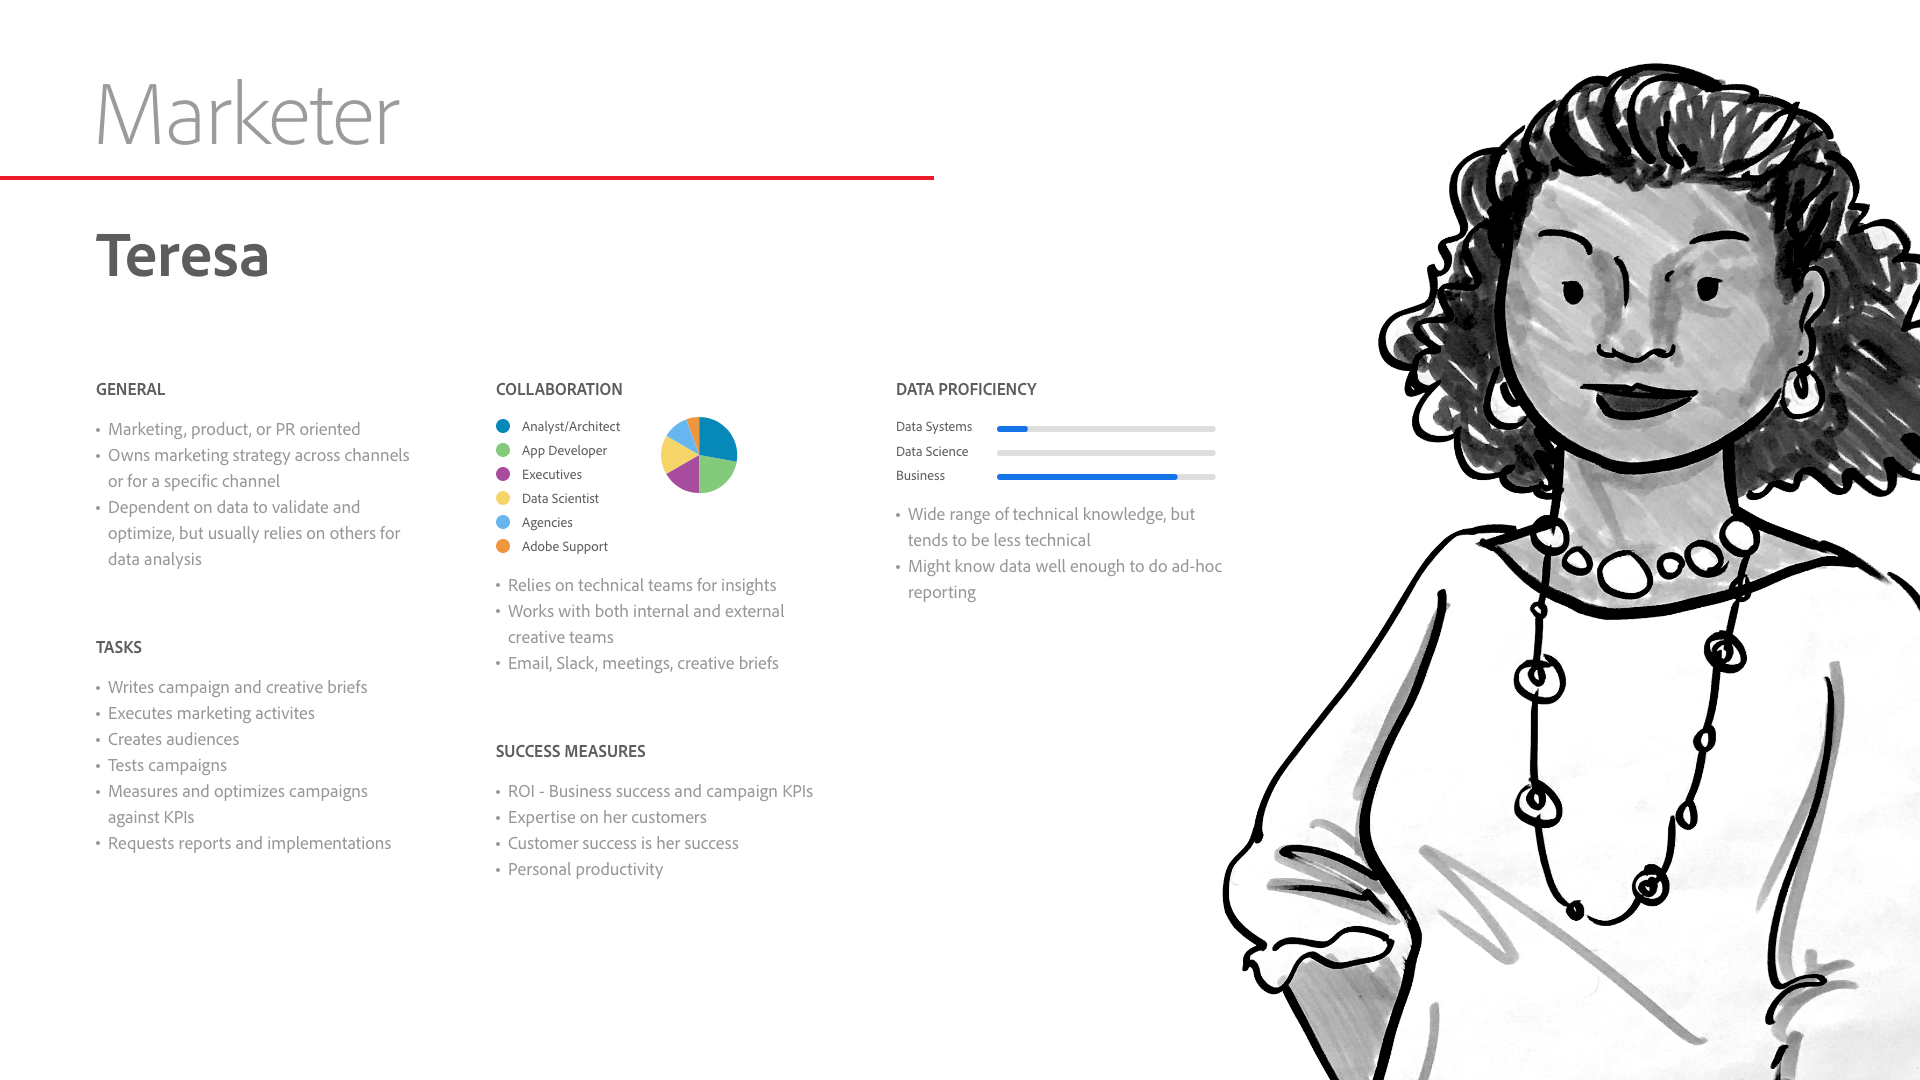 Marketer
Teresa
GENERAL
• Marketing, product, or PR oriented
• Owns marketing strategy across channels
or for a specific channel
• Dependent on data to validate and
optimize, but usually relies on others for
data analysis
TASKS
• Writes campaign and creative briefs
• Executes marketing activites
• Creates audiences
• Tests campaigns
• Measures and optimizes campaigns
against KPIs
• Requests reports and implementations
COLLABORATION
Analyst/Architect
App Developer
Executives
Data Scientist
Agencies
Adobe Support
• Relies on technical teams for insights
• Works with both internal and external
creative teams
• Email, Slack, meetings, creative briefs
SUCCESS MEASURES
• ROI - Business success and campaign KPIs
• Expertise on her customers
• Customer success is her success
• Personal productivity
DATA PROFICIENCY
Data Systems
Data Science
Business
• Wide range of technical knowledge, but
tends to be less technical
• Might know data well enough to do ad-hoc
reporting